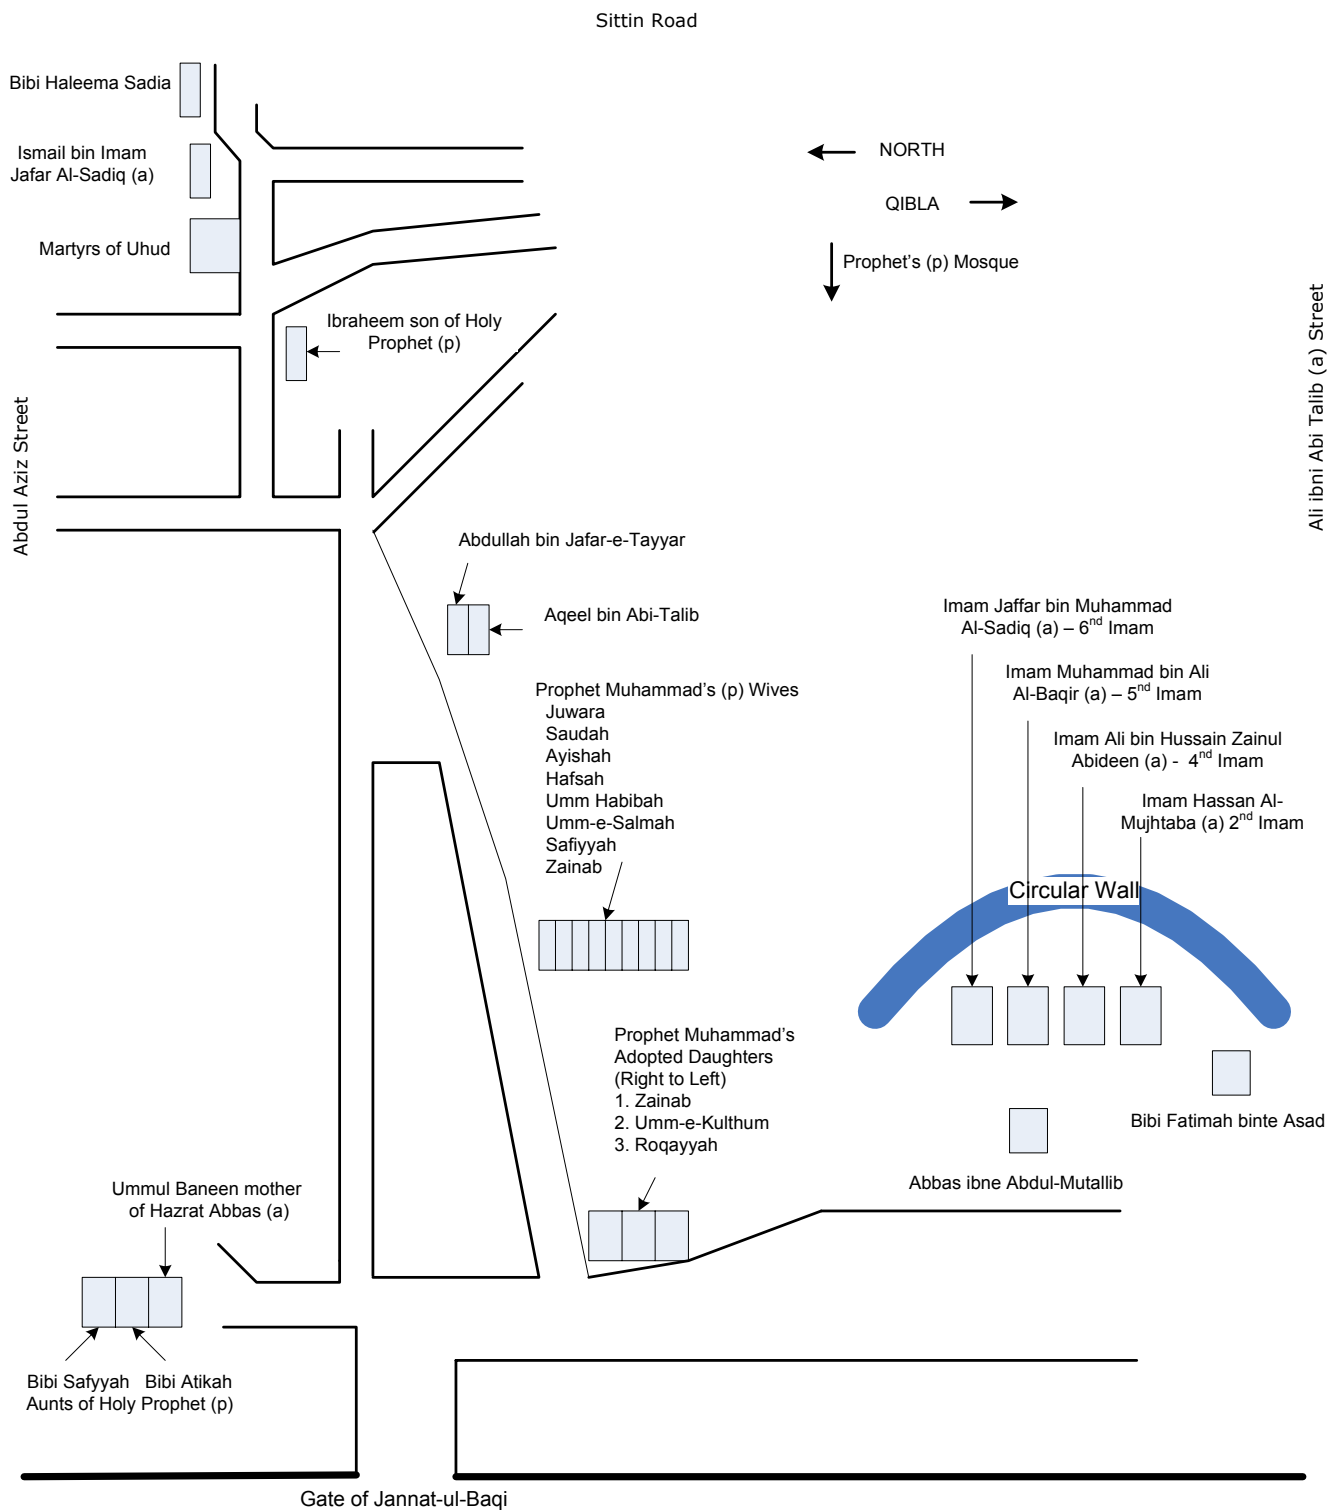 Sittin Road
Bibi Haleema Sadia
Ismail bin Imam
Jafar Al-Sadiq (a)
Martyrs of Uhud
NORTH
QIBLA
Prophet's (p) Mosque
Ibraheem son of Holy
Prophet (p)
Abdul Aziz Street
Ali ibni Abi Talib (a) Street
Abdullah bin Jafar-e-Tayyar
Aqeel bin Abi-Talib
Imam Jaffar bin Muhammad
Al-Sadiq (a) – 6nd Imam
Imam Muhammad bin Ali
Al-Baqir (a) – 5nd Imam
Imam Ali bin Hussain Zainul
Abideen (a) - 4nd Imam
Imam Hassan Al-
Mujhtaba (a) 2nd Imam
Prophet Muhammad's (p) Wives
Juwara
Saudah
Ayishah
Hafsah
Umm Habibah
Umm-e-Salmah
Safiyyah
Zainab
Circular Wall
Prophet Muhammad's
Adopted Daughters
(Right to Left)
1. Zainab
2. Umm-e-Kulthum
3. Roqayyah
Bibi Fatimah binte Asad
Abbas ibne Abdul-Mutallib
Ummul Baneen mother
of Hazrat Abbas (a)
Bibi Safyyah Bibi Atikah
Aunts of Holy Prophet (p)
Gate of Jannat-ul-Baqi